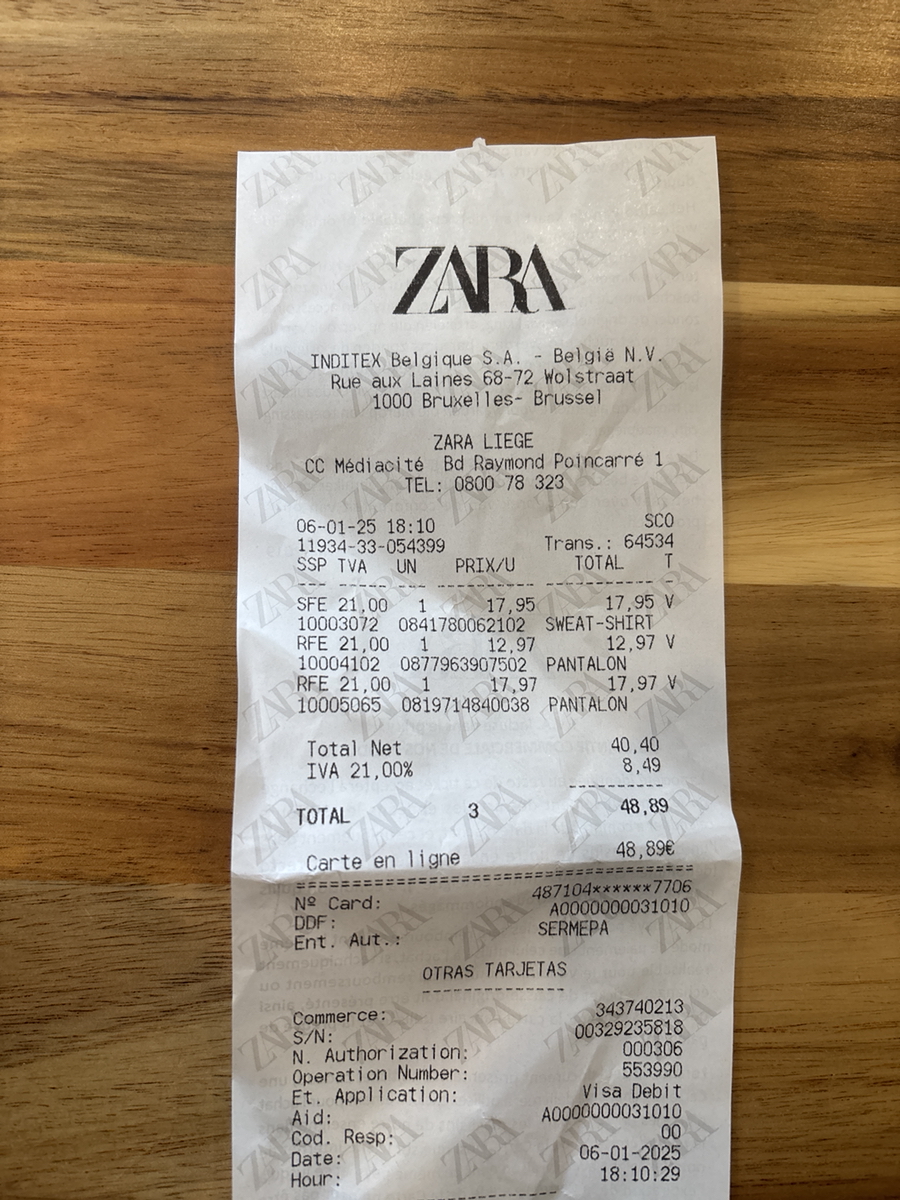 ZARA
INDITEX Belgique S.A. - België N.V.
Rue aux Laines 68-72 Wolstraat
1000 Bruxelles- Brussel
ZARA LIEGE
CC Médiacité Bd Raymond Poincarré 1
TEL: 0800 78 323
06-01-25 18:10 SCO
11934-33-054399 Trans.: 64534
SSP TVA UN PRIX/U TOTAL T
SFE 21,00 1 17,95 17,95 V
10003072 0841780062102 SWEAT-SHIRT
RFE 21,00 1 12,97 12,97 V
10004102 0877963907502 PANTALON
RFE 21,00 1 17,97 17,97 V
10005065 0819714840038 PANTALON
Total Net 40,40
IVA 21,00% 8,49
TOTAL 3 48,89
Carte en ligne 48,89€
Nº Card: 487104******7706
DDF: A0000000031010
Ent. Aut.: SERMEPA
OTRAS TARJETAS
Commerce: 343740213
S/N: 00329235818
N. Authorization: 000306
Operation Number: 553990
Et. Application: Visa Debit
Aid: A0000000031010
Cod. Resp: 00
Date: 06-01-2025
Hour: 18:10:29